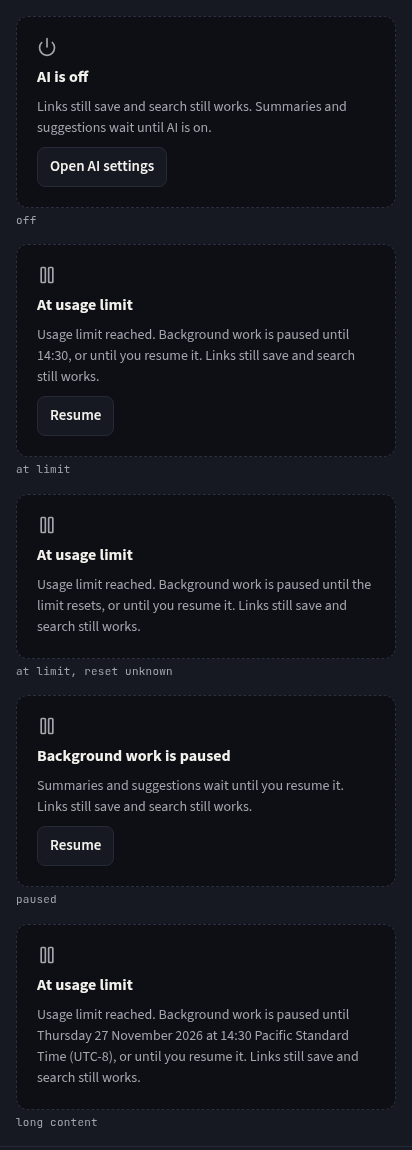 AI is off
Links still save and search still works. Summaries and
suggestions wait until AI is on.
Open AI settings
off
At usage limit
Usage limit reached. Background work is paused until
14:30, or until you resume it. Links still save and search
still works.
Resume
at limit
At usage limit
Usage limit reached. Background work is paused until the
limit resets, or until you resume it. Links still save and
search still works.
at limit, reset unknown
Background work is paused
Summaries and suggestions wait until you resume it.
Links still save and search still works.
Resume
paused
At usage limit
Usage limit reached. Background work is paused until
Thursday 27 November 2026 at 14:30 Pacific Standard
Time (UTC-8), or until you resume it. Links still save and
search still works.
long content